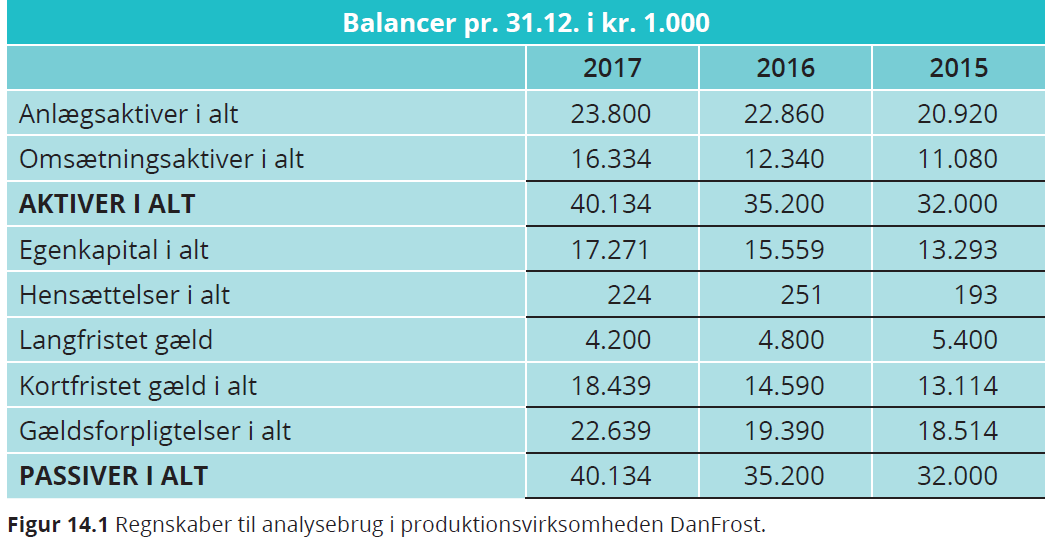 Balancer pr. 31.12. i kr. 1.000
2017 2016 2015
Anlægsaktiver i alt 23.800 22.860 20.920
Omsætningsaktiver i alt 16.334 12.340 11.080
AKTIVER I ALT 40.134 35.200 32.000
Egenkapital i alt 17.271 15.559 13.293
Hensættelser i alt 224 251 193
Langfristet gæld 4.200 4.800 5.400
Kortfristet gæld i alt 18.439 14.590 13.114
Gældsforpligtelser i alt 22.639 19.390 18.514
PASSIVER I ALT 40.134 35.200 32.000
Figur 14.1 Regnskaber til analysebrug i produktionsvirksomheden DanFrost.